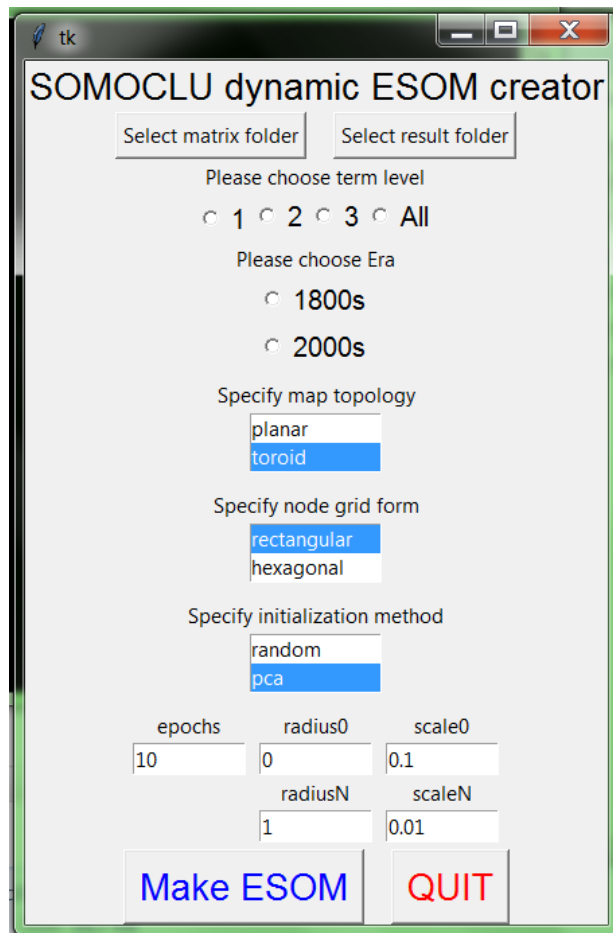 tk
SOMOCLU dynamic ESOM creator
Select matrix folder Select result folder
Please choose term level
1 2 3 All
Please choose Era
1800s
2000s
Specify map topology
planar
toroid
Specify node grid form
rectangular
hexagonal
Specify initialization method
random
pca
epochs radius0 scale0
10 0 0.1
radiusN scaleN
1 0.01
Make ESOM QUIT